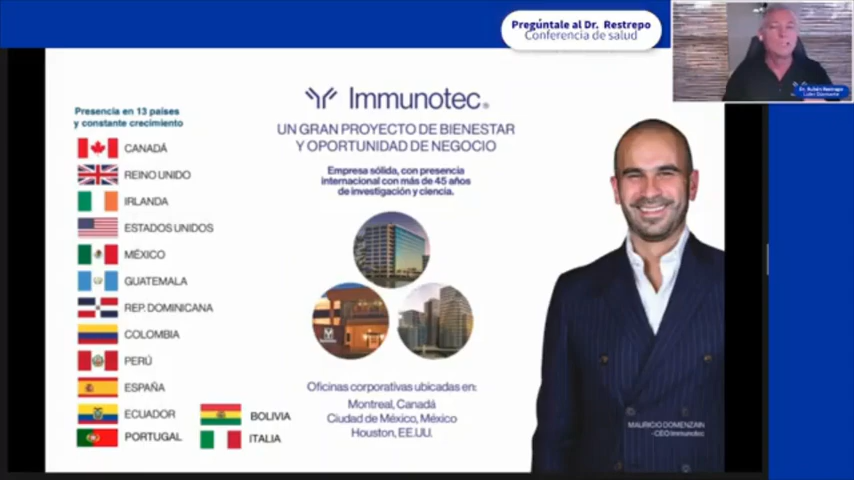 Pregúntale al Dr. Restrepo
Conferencia de salud
Dr. Rubén Restrepo
Líder Diamante
Immunotec®
UN GRAN PROYECTO DE BIENESTAR
Y OPORTUNIDAD DE NEGOCIO
Empresa sólida, con presencia
internacional con más de 45 años
de investigación y ciencia.
Presencia en 13 países
y constante crecimiento
CANADÁ
REINO UNIDO
IRLANDA
ESTADOS UNIDOS
MÉXICO
GUATEMALA
REP. DOMINICANA
COLOMBIA
PERÚ
ESPAÑA
ECUADOR
PORTUGAL
BOLIVIA
ITALIA
Oficinas corporativas ubicadas en:
Montreal, Canadá
Ciudad de México, México
Houston, EE.UU.
MAURICIO DOMENZAIN
- CEO Immunotec